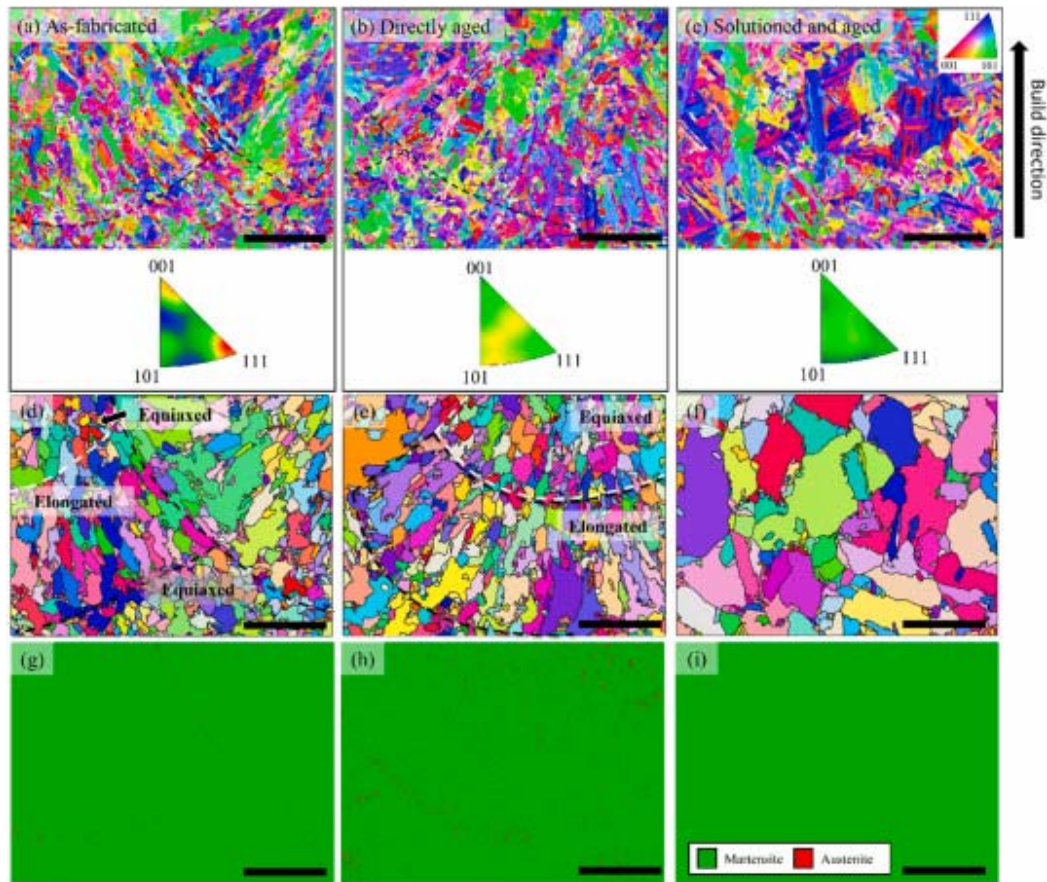 (a) As-fabricated
(b) Directly aged
(c) Solutioned and aged
111
001
101
Build direction
001
111
101
001
111
101
001
111
101
(d)
Equiaxed
Elongated
Equiaxed
(e)
Equiaxed
Elongated
(f)
(g)
(h)
(i)
Martensite
Austenite